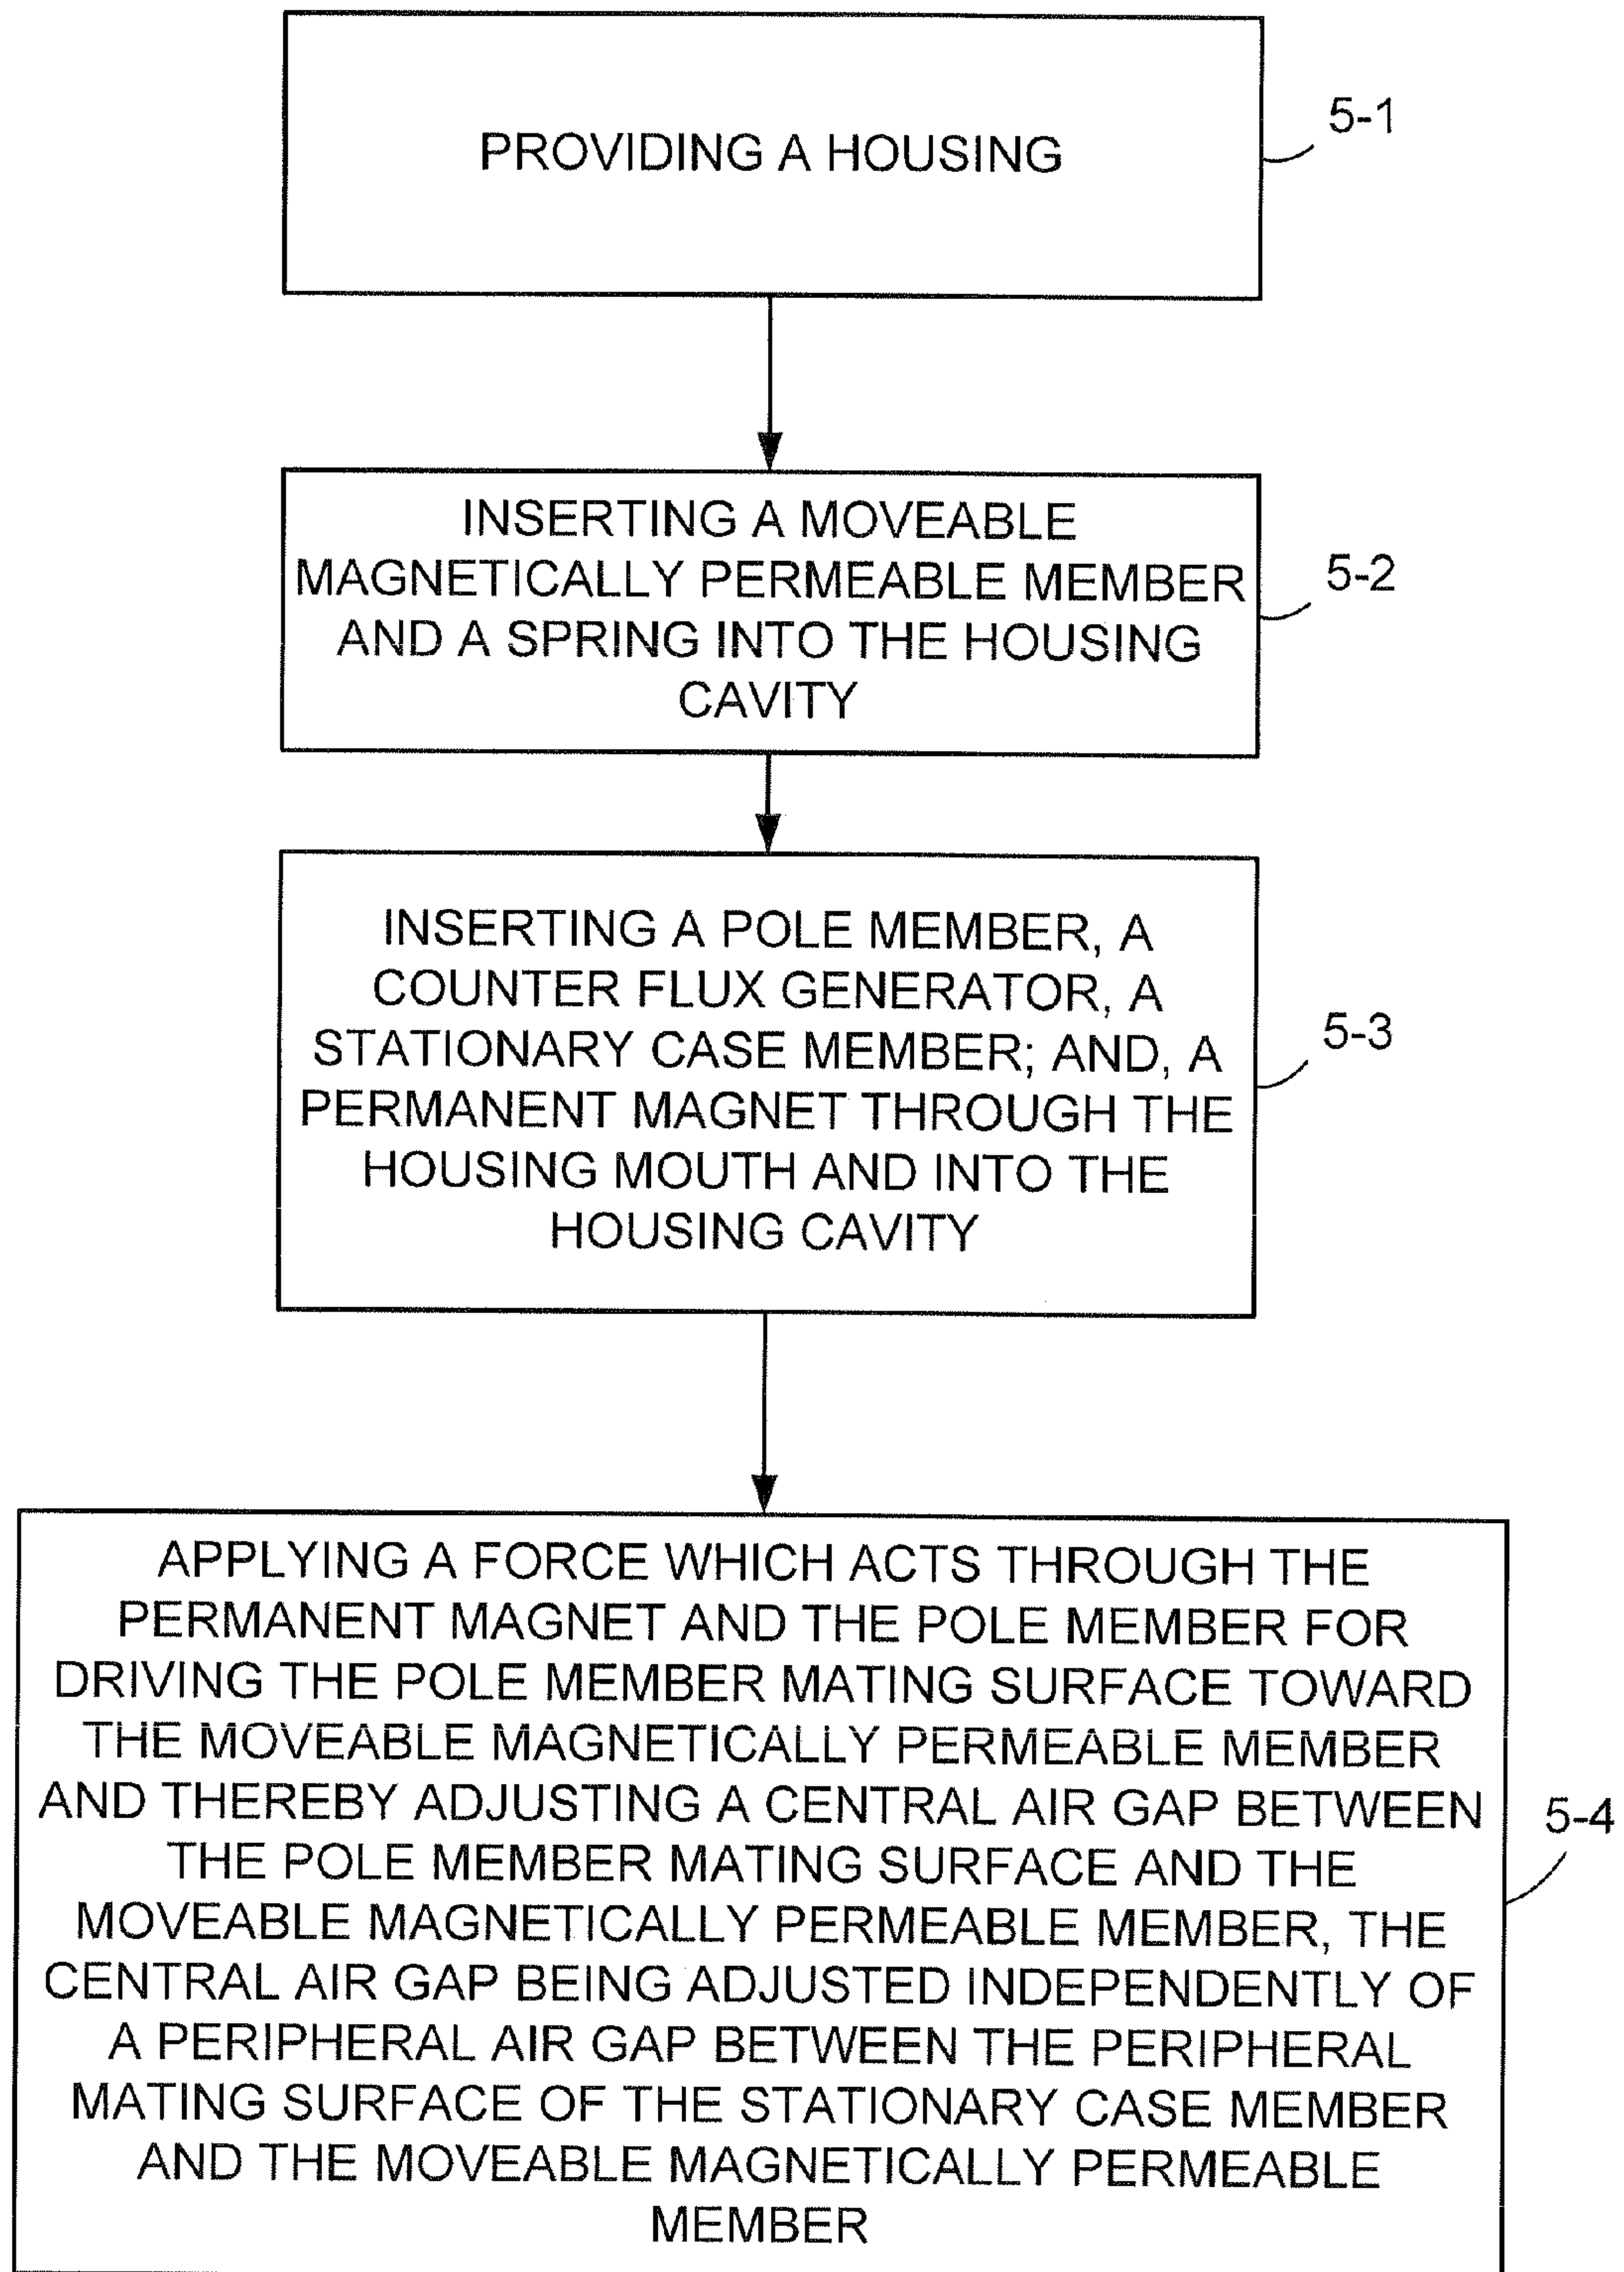 PROVIDING A HOUSING
5-1
INSERTING A MOVEABLE
MAGNETICALLY PERMEABLE MEMBER
AND A SPRING INTO THE HOUSING
CAVITY
5-2
INSERTING A POLE MEMBER, A
COUNTER FLUX GENERATOR, A
STATIONARY CASE MEMBER; AND, A
PERMANENT MAGNET THROUGH THE
HOUSING MOUTH AND INTO THE
HOUSING CAVITY
5-3
APPLYING A FORCE WHICH ACTS THROUGH THE
PERMANENT MAGNET AND THE POLE MEMBER FOR
DRIVING THE POLE MEMBER MATING SURFACE TOWARD
THE MOVEABLE MAGNETICALLY PERMEABLE MEMBER
AND THEREBY ADJUSTING A CENTRAL AIR GAP BETWEEN
THE POLE MEMBER MATING SURFACE AND THE
MOVEABLE MAGNETICALLY PERMEABLE MEMBER, THE
CENTRAL AIR GAP BEING ADJUSTED INDEPENDENTLY OF
A PERIPHERAL AIR GAP BETWEEN THE PERIPHERAL
MATING SURFACE OF THE STATIONARY CASE MEMBER
AND THE MOVEABLE MAGNETICALLY PERMEABLE
MEMBER
5-4